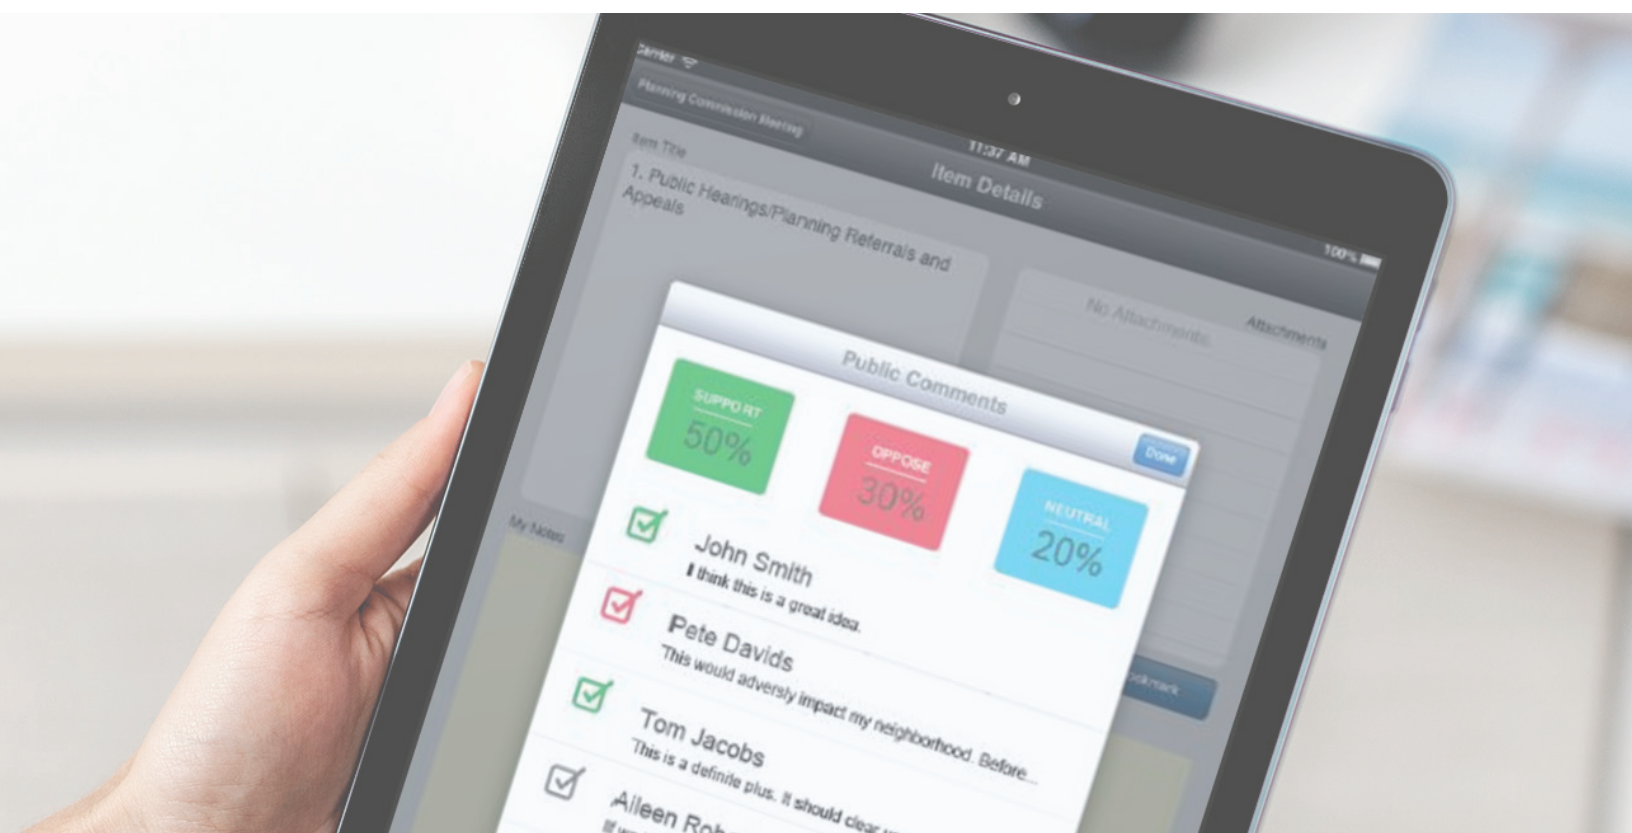 Carrier
11:37 AM
100%
Planning Commission Meeting
Item Details
Item Title
1. Public Hearings/Planning Referrals and
Appeals
Attachments
No Attachments.
Public Comments
Done
SUPPORT
50%
OPPOSE
30%
NEUTRAL
20%
John Smith
I think this is a great idea.
Pete Davids
This would adversly impact my neighborhood. Before...
Tom Jacobs
This is a definite plus. It should clear
Aileen
My Notes